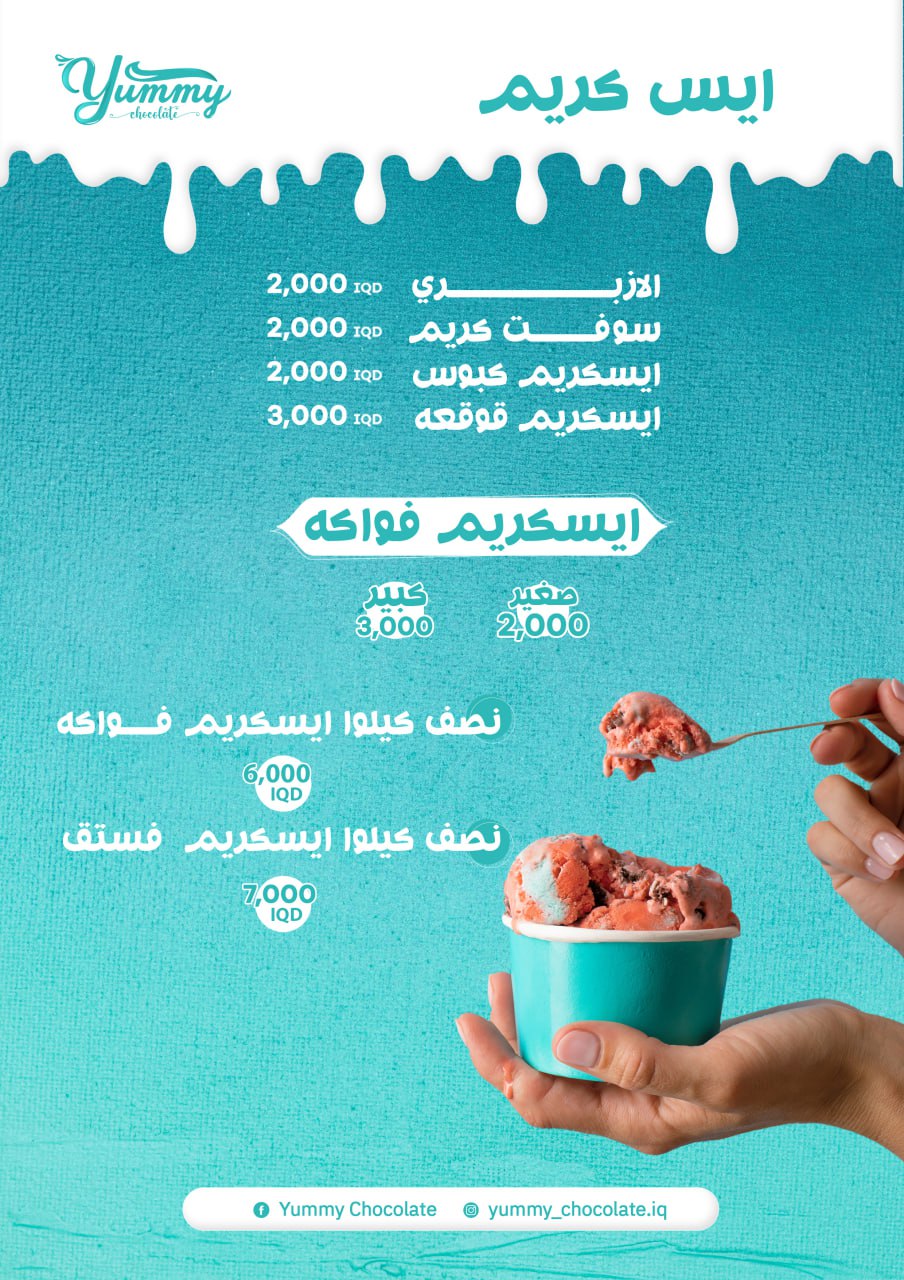 Yummy
chocolate
ايس كريم
الازبري 2,000 IQD
سوفت كريم 2,000 IQD
ايسكريم كبوس 2,000 IQD
ايسكريم قوقعه 3,000 IQD
ايسكريم فواكه
صغير كبير
2,000 3,000
نصف كيلوا ايسكريم فواكه
6,000
IQD
نصف كيلوا ايسكريم فستق
7,000
IQD
Yummy Chocolate yummy_chocolate.iq